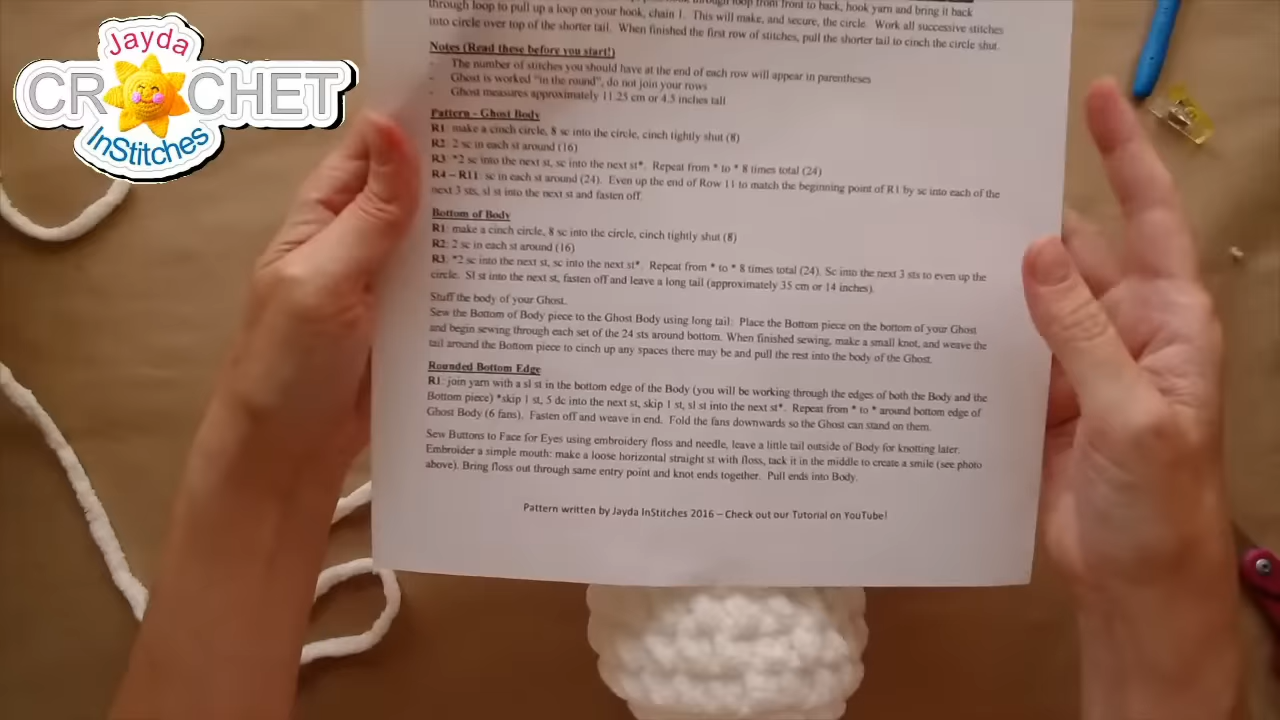 Jayda
CROCHET
InStitches
through loop from front to back, hook yarn and bring it back
through loop to pull up a loop on your hook, chain 1. This will make, and secure, the circle. Work all successive stitches
into circle over top of the shorter tail. When finished the first row of stitches, pull the shorter tail to cinch the circle shut.
Notes (Read these before you start!)
- The number of stitches you should have at the end of each row will appear in parentheses
- Ghost is worked "in the round", do not join your rows
- Ghost measures approximately 11.25 cm or 4.5 inches tall
Pattern - Ghost Body
R1: make a cinch circle, 8 sc into the circle, cinch tightly shut (8)
R2: 2 sc in each st around (16)
R3: *2 sc into the next st, sc into the next st*. Repeat from * to * 8 times total (24)
R4 – R11: sc in each st around (24). Even up the end of Row 11 to match the beginning point of R1 by sc into each of the
next 3 sts, sl st into the next st and fasten off.
Bottom of Body
R1: make a cinch circle, 8 sc into the circle, cinch tightly shut (8)
R2: 2 sc in each st around (16)
R3: *2 sc into the next st, sc into the next st*. Repeat from * to * 8 times total (24). Sc into the next 3 sts to even up the
circle. Sl st into the next st, fasten off and leave a long tail (approximately 35 cm or 14 inches).
Stuff the body of your Ghost.
Sew the Bottom of Body piece to the Ghost Body using long tail: Place the Bottom piece on the bottom of your Ghost
and begin sewing through each set of the 24 sts around bottom. When finished sewing, make a small knot, and weave the
tail around the Bottom piece to cinch up any spaces there may be and pull the rest into the body of the Ghost.
Rounded Bottom Edge
R1: join yarn with a sl st in the bottom edge of the Body (you will be working through the edges of both the Body and the
Bottom piece) *skip 1 st, 5 dc into the next st, skip 1 st, sl st into the next st*. Repeat from * to * around bottom edge of
Ghost Body (6 fans). Fasten off and weave in end. Fold the fans downwards so the Ghost can stand on them.
Sew Buttons to Face for Eyes using embroidery floss and needle, leave a little tail outside of Body for knotting later.
Embroider a simple mouth: make a loose horizontal straight st with floss, tack it in the middle to create a smile (see photo
above). Bring floss out through same entry point and knot ends together. Pull ends into Body.
Pattern written by Jayda InStitches 2016 – Check out our Tutorial on YouTube!